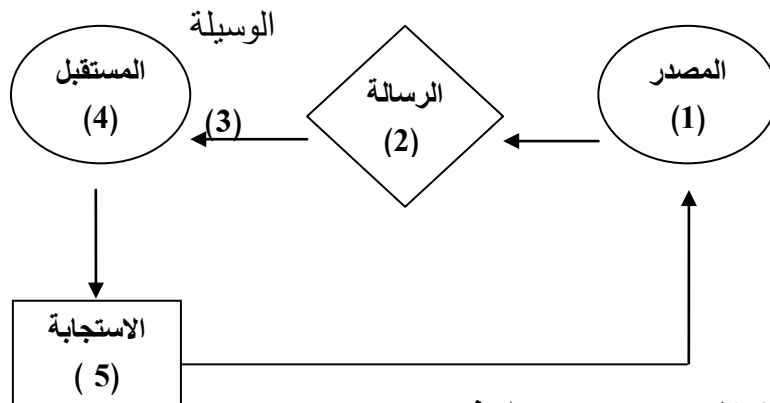 الوسيلة
المصدر
(1)
الرسالة
(2)
(3)
المستقبل
(4)
الاستجابة
(5 )